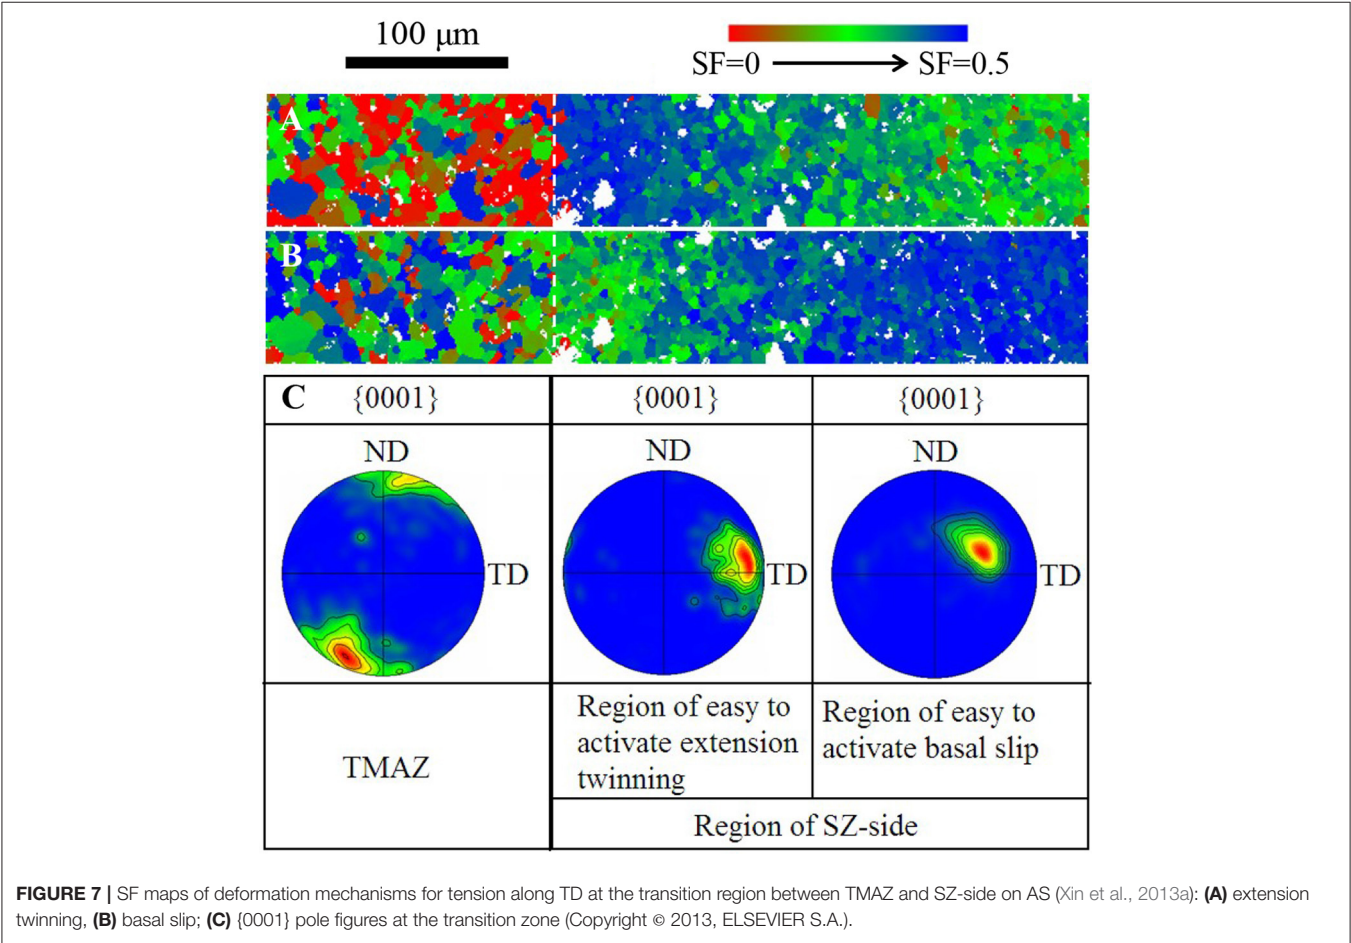 100 μm
SF=0 SF=0.5
A
B
C {0001} {0001} {0001}
ND ND ND
TD TD TD
Region of easy to
activate extension
twinning
Region of easy to
activate basal slip
TMAZ
Region of SZ-side
FIGURE 7 | SF maps of deformation mechanisms for tension along TD at the transition region between TMAZ and SZ-side on AS (Xin et al., 2013a): (A) extension
twinning, (B) basal slip; (C) {0001} pole figures at the transition zone (Copyright © 2013, ELSEVIER S.A.).